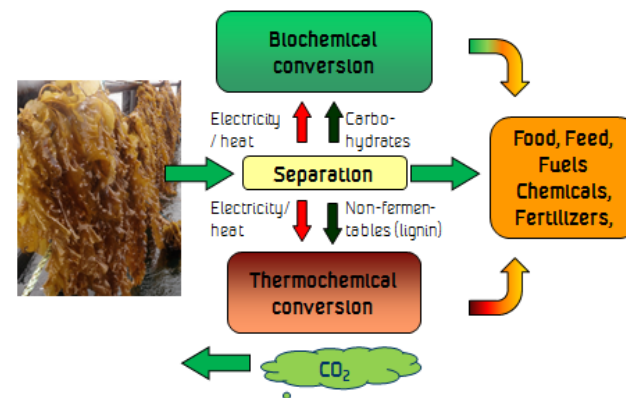 Biochemical
conversion
Electricity
/ heat
Carbo-
hydrates
Separation
Food, Feed,
Fuels
Chemicals,
Fertilizers,
Electricity/
heat
Non-fermen-
tables (lignin)
Thermochemical
conversion
CO₂